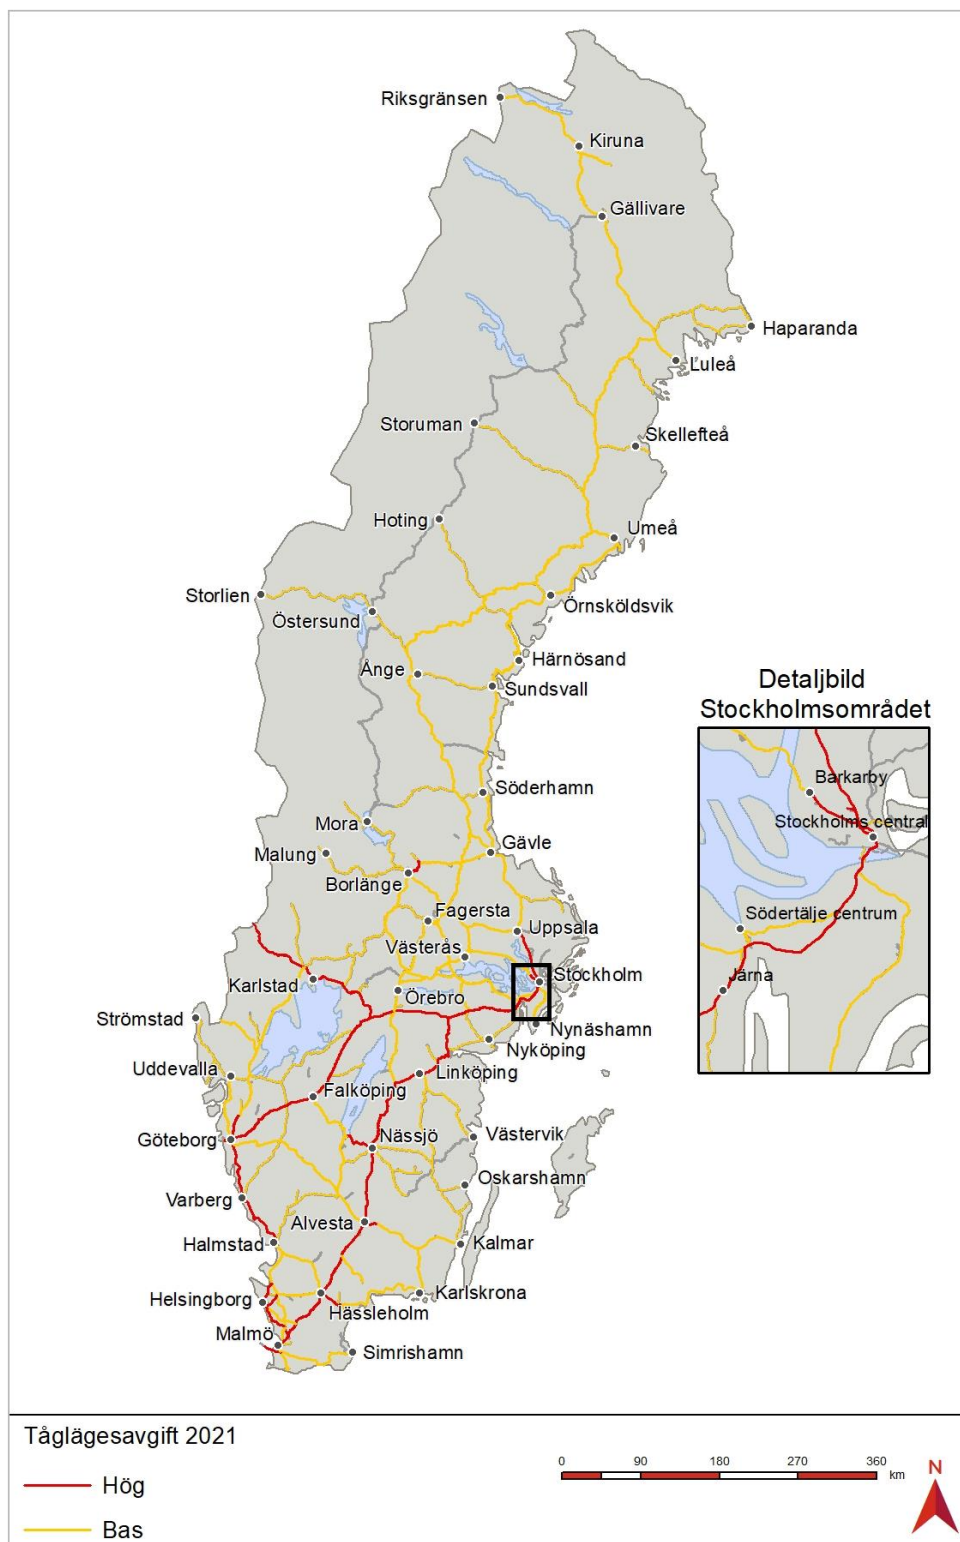 Riksgränsen
Kiruna
Gällivare
Haparanda
Luleå
Storuman
Skellefteå
Hoting
Umeå
Storlien
Örnsköldsvik
Östersund
Härnösand
Ånge
Sundsvall
Detaljbild
Stockholmsområdet
Barkarby
Stockholms central
Södertälje centrum
Järna
Söderhamn
Mora
Gävle
Malung
Borlänge
Fagersta
Uppsala
Västerås
Stockholm
Karlstad
Örebro
Strömstad
Nynäshamn
Nyköping
Uddevalla
Linköping
Falköping
Göteborg
Nässjö
Västervik
Oskarshamn
Varberg
Alvesta
Halmstad
Kalmar
Karlskrona
Helsingborg
Hässleholm
Malmö
Simrishamn
Tåglägesavgift 2021
Hög
Bas
0 90 180 270 360
km
N